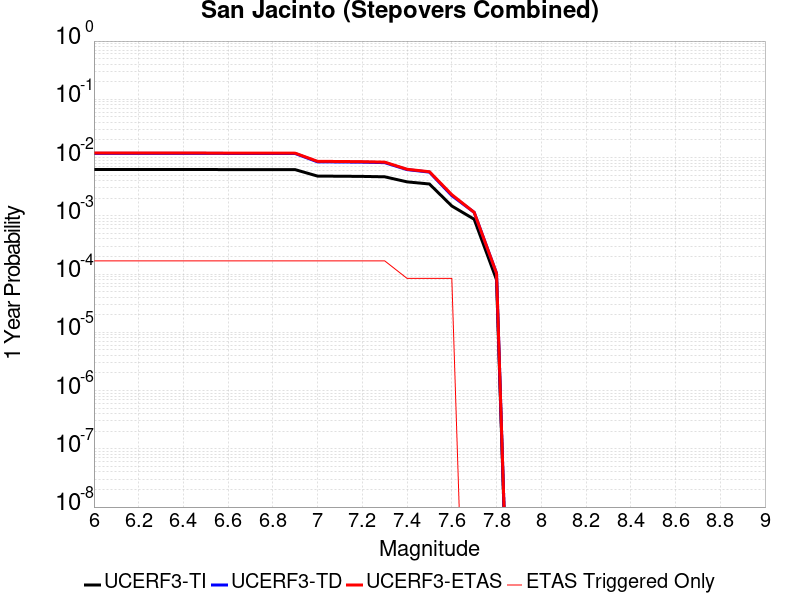 San Jacinto (Stepovers Combined)
10^0
10^-1
10^-2
10^-3
10^-4
10^-5
10^-6
10^-7
10^-8
1 Year Probability
6 6.2 6.4 6.6 6.8 7 7.2 7.4 7.6 7.8 8 8.2 8.4 8.6 8.8 9
Magnitude
UCERF3-TI UCERF3-TD UCERF3-ETAS ETAS Triggered Only